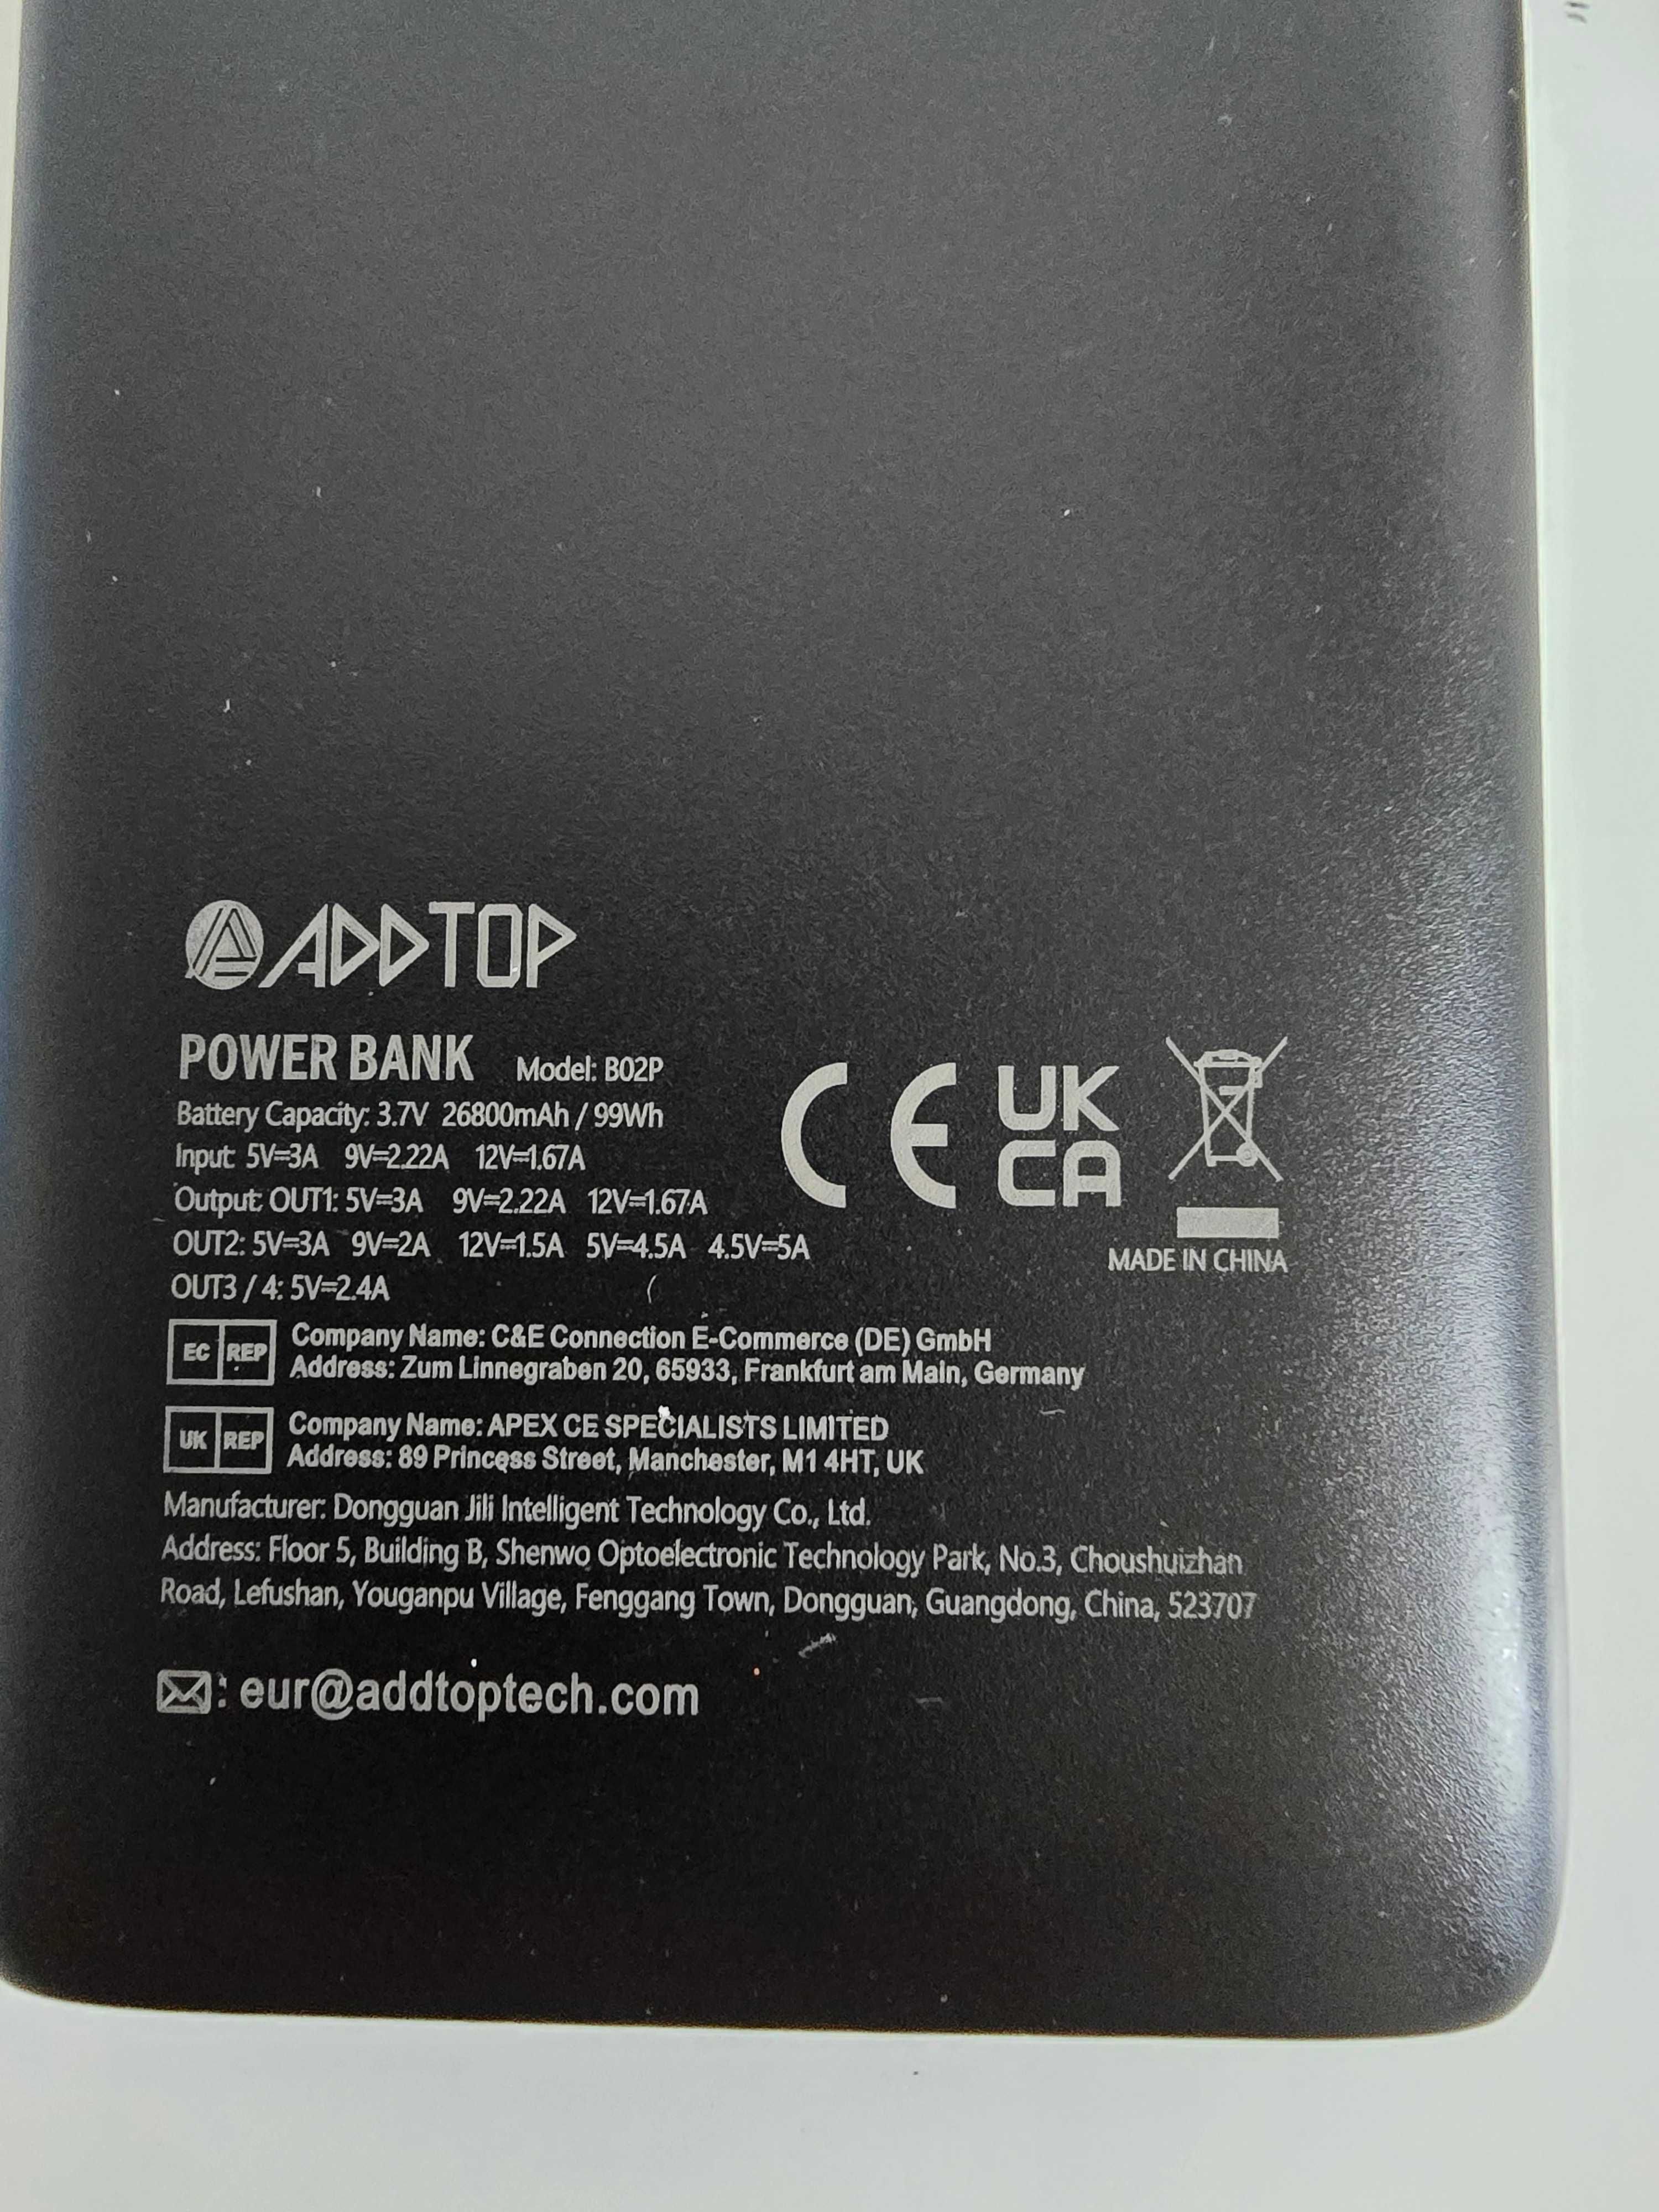 ADDTOP
POWER BANK Model: B02P
Battery Capacity: 3.7V 26800mAh / 99Wh
Input: 5V=3A 9V=2.22A 12V=1.67A
Output: OUT1: 5V=3A 9V=2.22A 12V=1.67A
OUT2: 5V=3A 9V=2A 12V=1.5A 5V=4.5A 4.5V=5A
OUT3 / 4: 5V=2.4A
CE UK CA
MADE IN CHINA
EC REP Company Name: C&E Connection E-Commerce (DE) GmbH
Address: Zum Linnegraben 20, 65933, Frankfurt am Main, Germany
UK REP Company Name: APEX CE SPECIALISTS LIMITED
Address: 89 Princess Street, Manchester, M1 4HT, UK
Manufacturer: Dongguan Jili Intelligent Technology Co., Ltd.
Address: Floor 5, Building B, Shenwo Optoelectronic Technology Park, No.3, Choushuizhan
Road, Lefushan, Youganpu Village, Fenggang Town, Dongguan, Guangdong, China, 523707
: eur@addtoptech.com